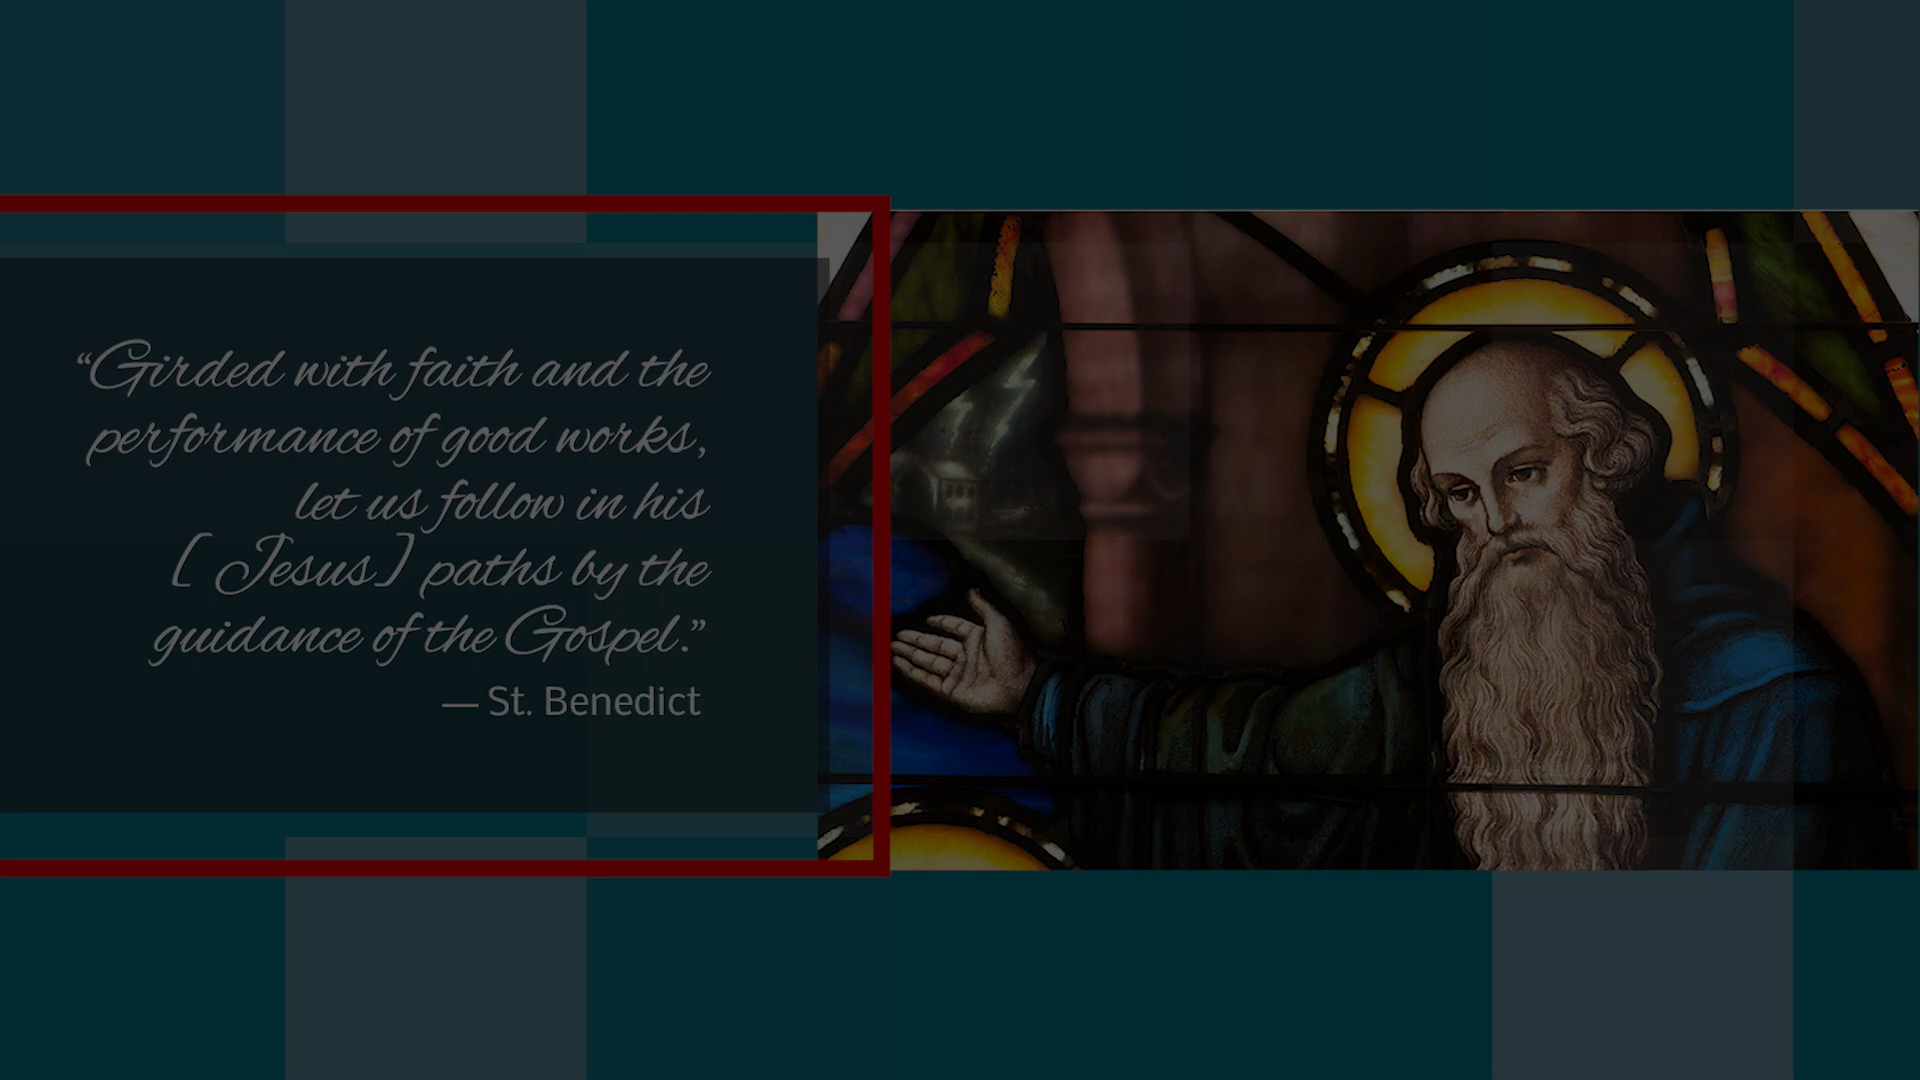 “Girded with faith and the
performance of good works,
let us follow in his
[Jesus] paths by the
guidance of the Gospel.”
— St. Benedict